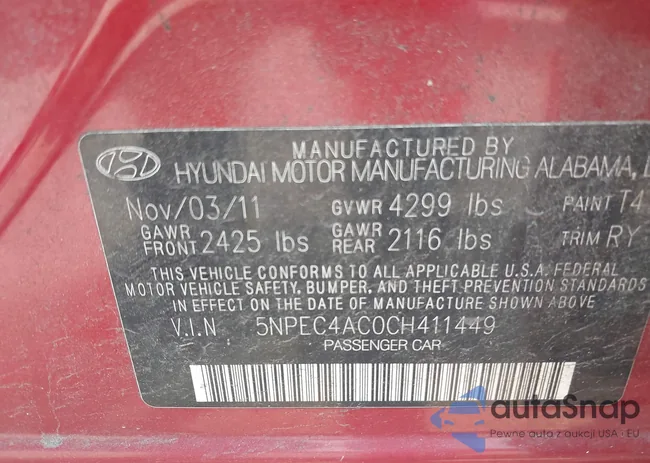 MANUFACTURED BY
HYUNDAI MOTOR MANUFACTURING ALABAMA,
Nov/03/11 GVWR 4299 lbs PAINT T4
GAWR FRONT 2425 lbs GAWR REAR 2116 lbs TRIM RY
THIS VEHICLE CONFORMS TO ALL APPLICABLE U.S.A. FEDERAL
MOTOR VEHICLE SAFETY, BUMPER, AND THEFT PREVENTION STANDARDS
IN EFFECT ON THE DATE OF MANUFACTURE SHOWN ABOVE
V.I.N 5NPEC4AC0CH411449
PASSENGER CAR
autoSnap
Pewne auta z aukcji USA - EU